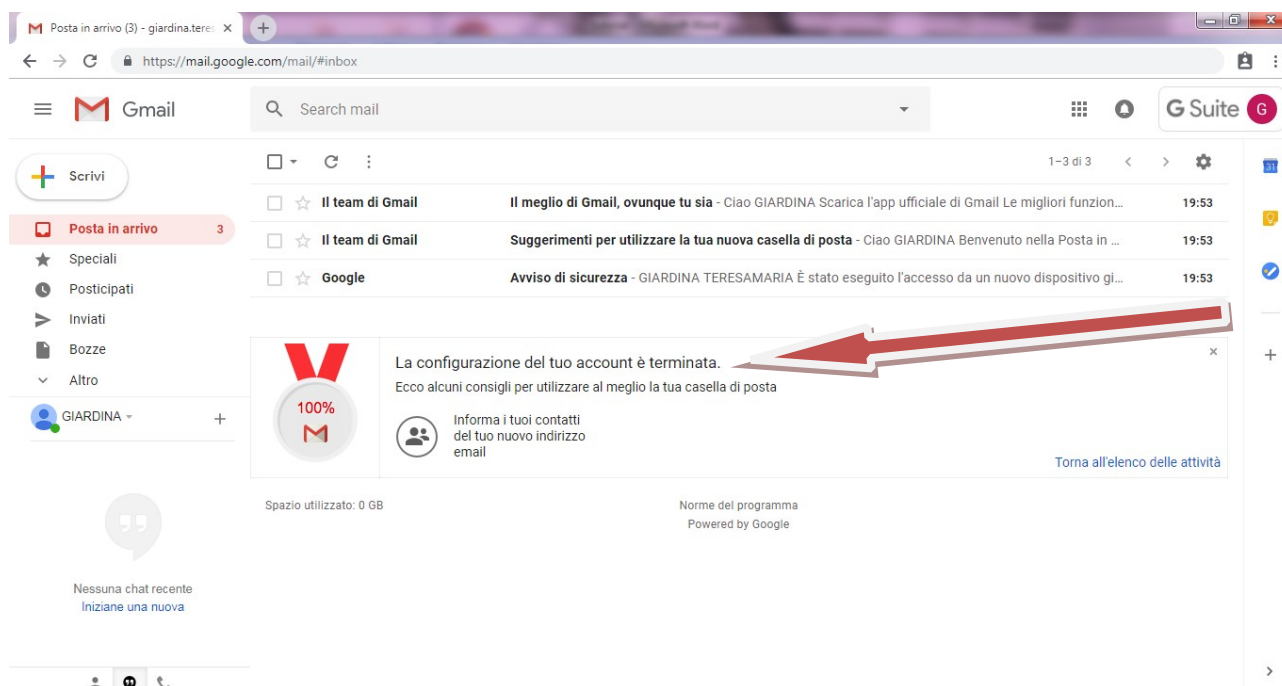 Posta in arrivo (3) - giardina.teres
https://mail.google.com/mail/#inbox
Gmail
Search mail
G Suite G
Scrivi
1–3 di 3
31
Il team di Gmail Il meglio di Gmail, ovunque tu sia - Ciao GIARDINA Scarica l'app ufficiale di Gmail Le migliori funzion... 19:53
Posta in arrivo 3
Il team di Gmail Suggerimenti per utilizzare la tua nuova casella di posta - Ciao GIARDINA Benvenuto nella Posta in ... 19:53
Speciali
Google Avviso di sicurezza - GIARDINA TERESAMARIA È stato eseguito l'accesso da un nuovo dispositivo gi... 19:53
Posticipati
Inviati
Bozze
Altro
GIARDINA
La configurazione del tuo account è terminata.
Ecco alcuni consigli per utilizzare al meglio la tua casella di posta
100%
Informa i tuoi contatti
del tuo nuovo indirizzo
email
Torna all'elenco delle attività
Spazio utilizzato: 0 GB
Norme del programma
Powered by Google
Nessuna chat recente
Iniziane una nuova